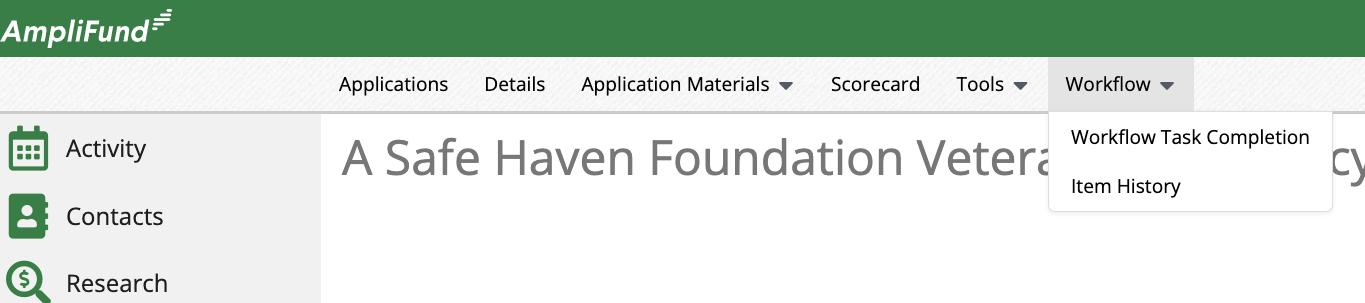 AmpliFund
Applications Details Application Materials Scorecard Tools Workflow
Workflow Task Completion
Item History
Activity
Contacts
Research
A Safe Haven Foundation